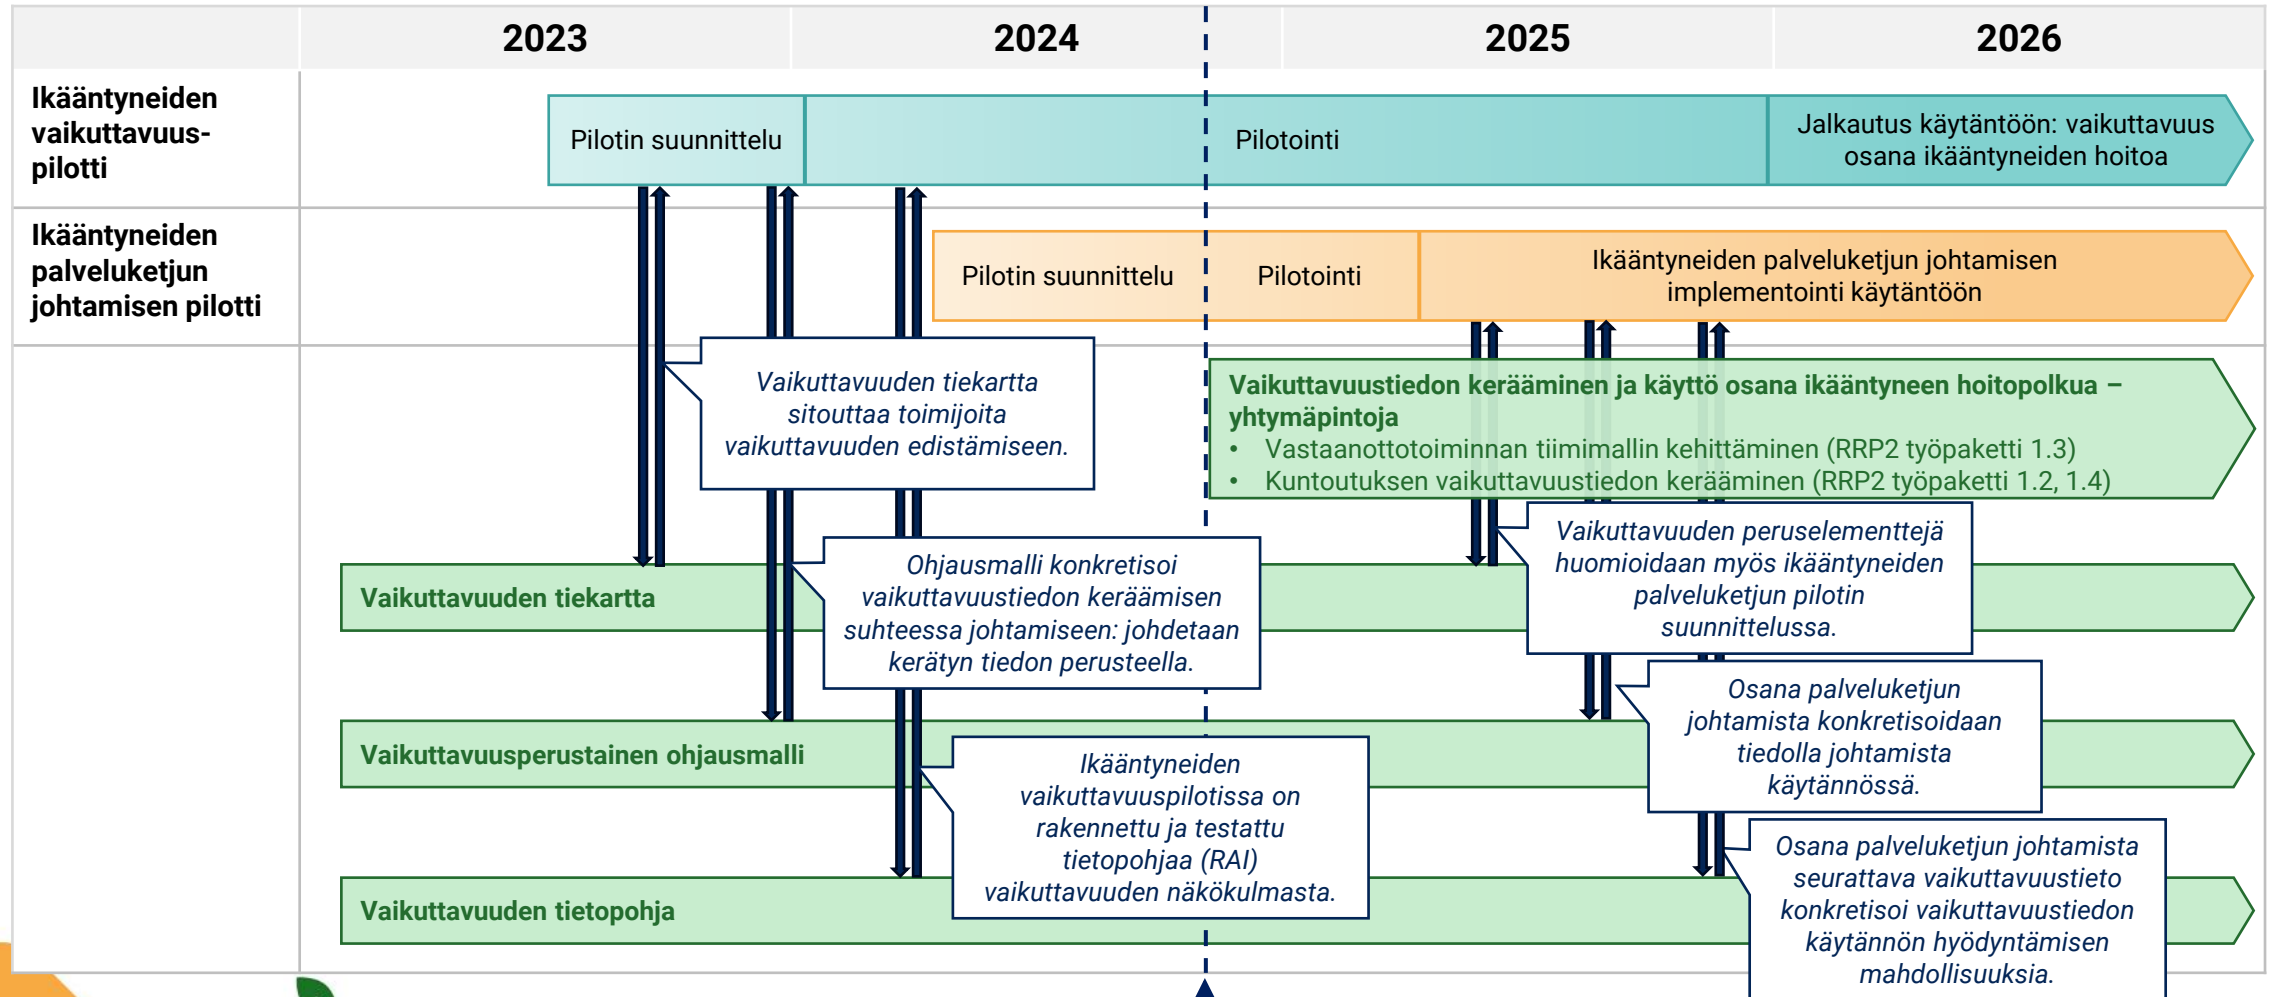 2023
2024
2025
2026
Ikääntyneiden
vaikuttavuus-
pilotti
Pilotin suunnittelu
Pilotointi
Jalkautus käytäntöön: vaikuttavuus
osana ikääntyneiden hoitoa
Ikääntyneiden
palveluketjun
johtamisen pilotti
Pilotin suunnittelu
Pilotointi
Ikääntyneiden palveluketjun johtamisen
implementointi käytäntöön
Vaikuttavuuden tiekartta
sitouttaa toimijoita
vaikuttavuuden edistämiseen.
Vaikuttavuustiedon kerääminen ja käyttö osana ikääntyneen hoitopolkua –
yhtymäpintoja
• Vastaanottotoiminnan tiimimallin kehittäminen (RRP2 työpaketti 1.3)
• Kuntoutuksen vaikuttavuustiedon kerääminen (RRP2 työpaketti 1.2, 1.4)
Vaikuttavuuden tiekartta
Ohjausmalli konkretisoi
vaikuttavuustiedon keräämisen
suhteessa johtamiseen: johdetaan
kerätyn tiedon perusteella.
Vaikuttavuuden peruselementtejä
huomioidaan myös ikääntyneiden
palveluketjun pilotin
suunnittelussa.
Vaikuttavuusperustainen ohjausmalli
Osana palveluketjun
johtamista konkretisoidaan
tiedolla johtamista
käytännössä.
Ikääntyneiden
vaikuttavuuspilotissa on
rakennettu ja testattu
tietopohjaa (RAI)
vaikuttavuuden näkökulmasta.
Vaikuttavuuden tietopohja
Osana palveluketjun johtamista
seurattava vaikuttavuustieto
konkretisoi vaikuttavuustiedon
käytännön hyödyntämisen
mahdollisuuksia.